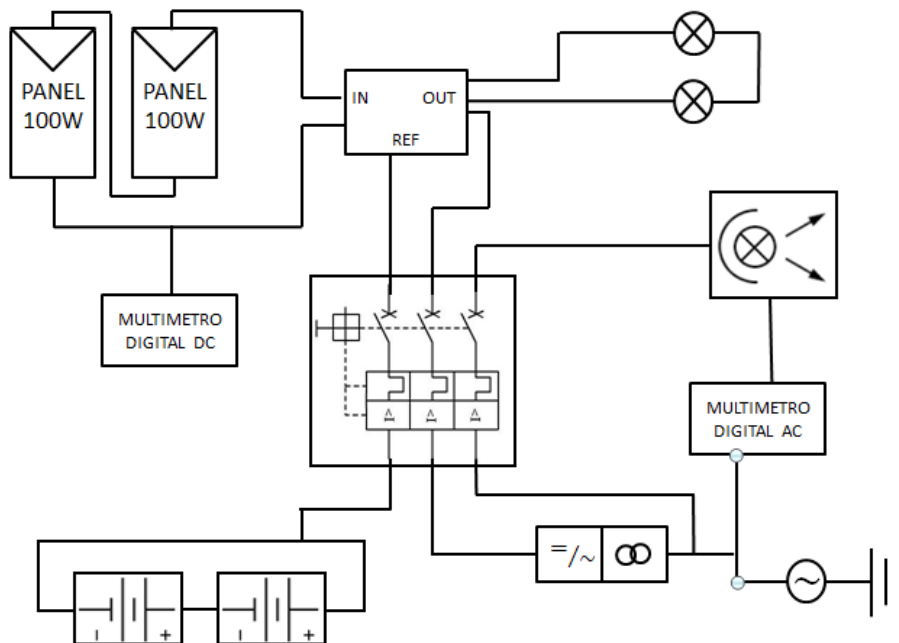 PANEL
100W
PANEL
100W
IN
OUT
REF
MULTIMETRO
DIGITAL DC
MULTIMETRO
DIGITAL AC
I>
I>
I>
=/~
~
- +
- +